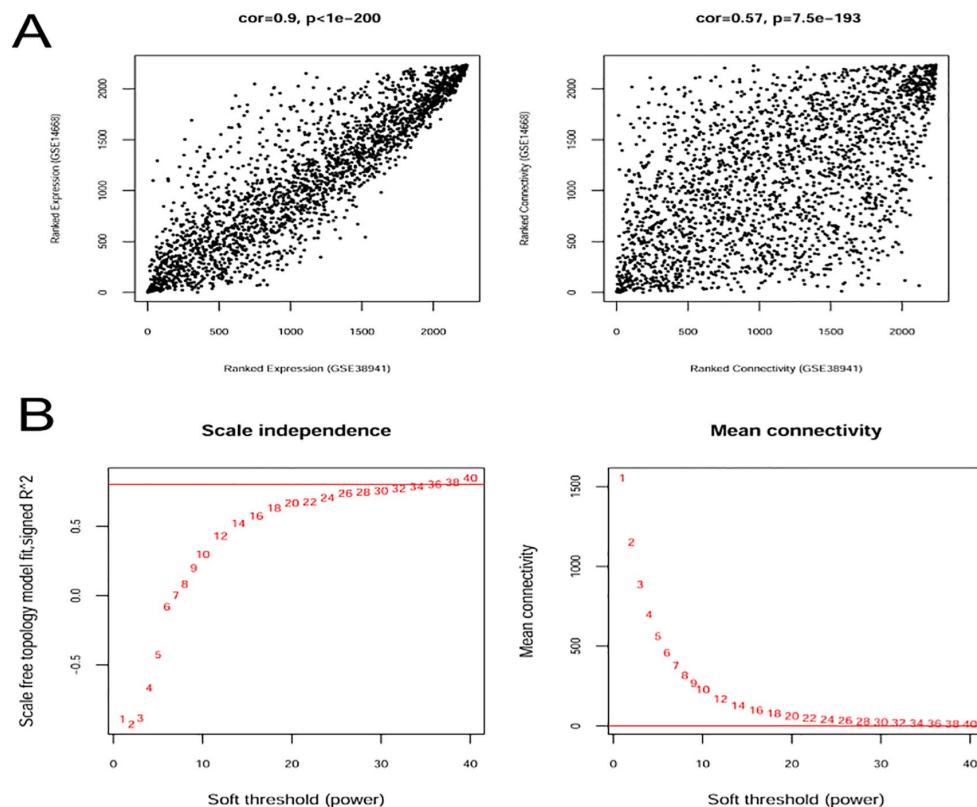 A
cor=0.9, p<1e−200
Ranked Expression (GSE14668)
2000
1500
1000
500
0
0 500 1000 1500 2000
Ranked Expression (GSE38941)
cor=0.57, p=7.5e−193
Ranked Connectivity (GSE14668)
2000
1500
1000
500
0
0 500 1000 1500 2000
Ranked Connectivity (GSE38941)
B
Scale independence
Scale free topology model fit,signed R^2
0.5
0.0
−0.5
1 2 3 4 5 6 7 8 9 10 12 14 16 18 20 22 24 26 28 30 32 34 36 38 40
0 10 20 30 40
Soft threshold (power)
Mean connectivity
Mean connectivity
1500
1000
500
0
1 2 3 4 5 6 7 8 9 10 12 14 16 18 20 22 24 26 28 30 32 34 36 38 40
0 10 20 30 40
Soft threshold (power)